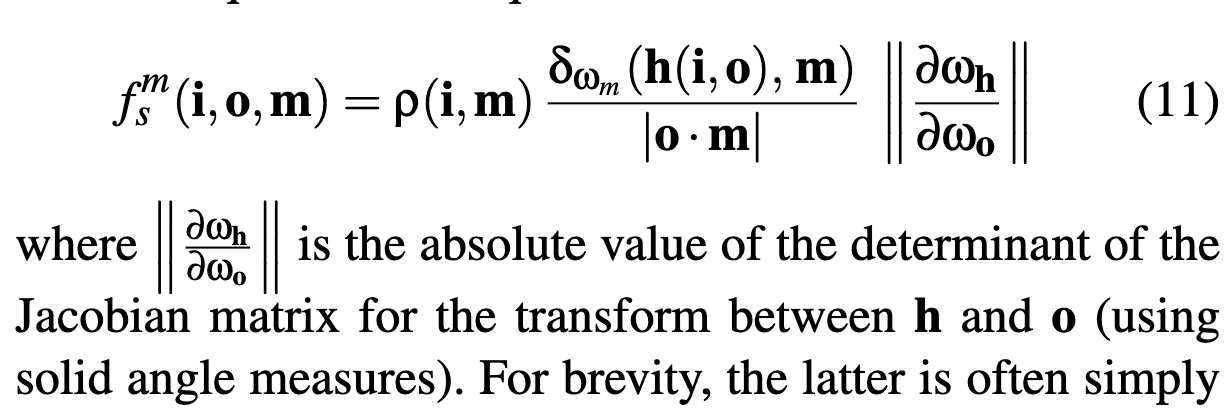 f_s^m(i, o, m) = ρ(i, m) δ_{ω_m}(h(i, o), m) / |o · m| ‖∂ω_h / ∂ω_o‖ (11)
where ‖∂ω_h / ∂ω_o‖ is the absolute value of the determinant of the
Jacobian matrix for the transform between h and o (using
solid angle measures). For brevity, the latter is often simply